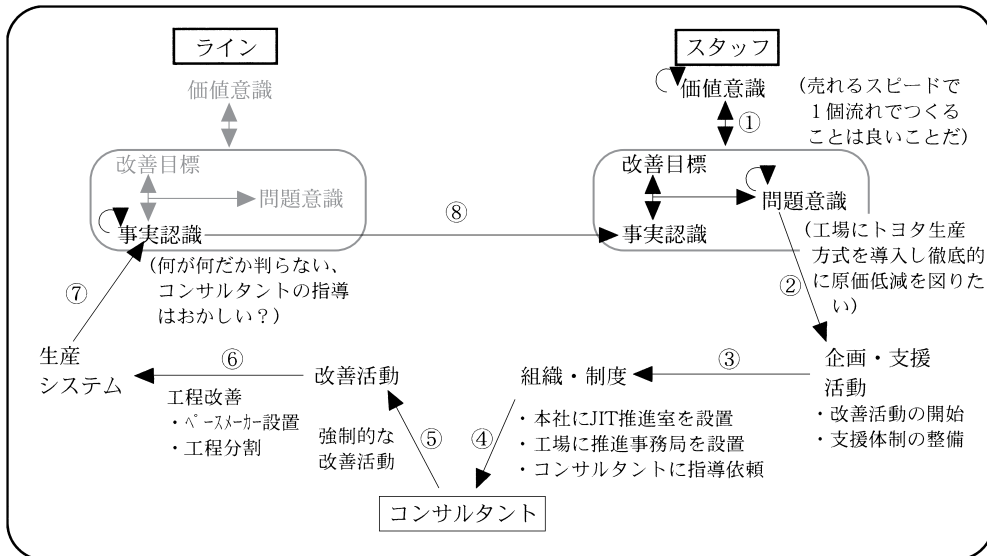 ライン
スタッフ
価値意識
価値意識
(売れるスピードで
１個流れでつくる
ことは良いことだ)
①
改善目標
問題意識
事実認識
改善目標
問題意識
事実認識
⑧
(何が何だか判らない、
コンサルタントの指導
はおかしい？)
(工場にトヨタ生産
方式を導入し徹底的
に原価低減を図りた
い)
②
⑦
生産
システム
⑥
工程改善
・ペースメーカー設置
・工程分割
改善活動
強制的な
改善活動
⑤
④
組織・制度
・本社にJIT推進室を設置
・工場に推進事務局を設置
・コンサルタントに指導依頼
③
企画・支援
活動
・改善活動の開始
・支援体制の整備
コンサルタント